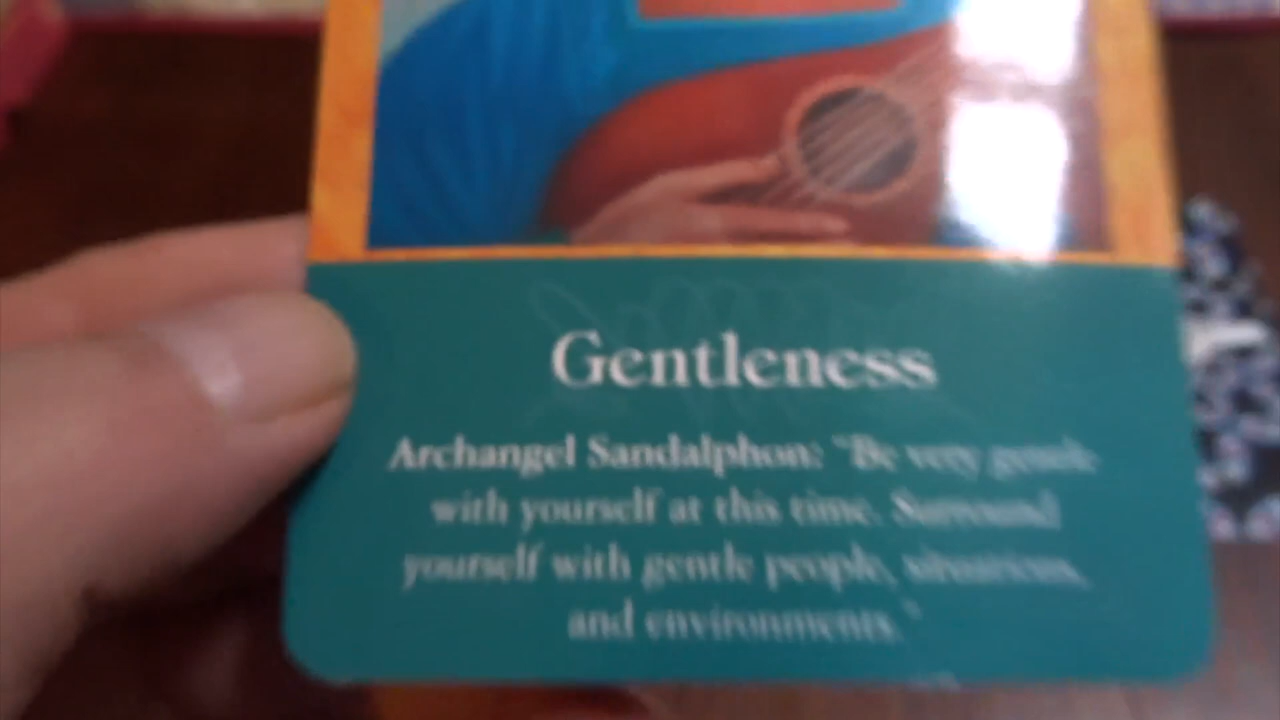 Gentleness
Archangel Sandalphon: "Be very gentle
with yourself at this time. Surround
yourself with gentle people, situations,
and environments."